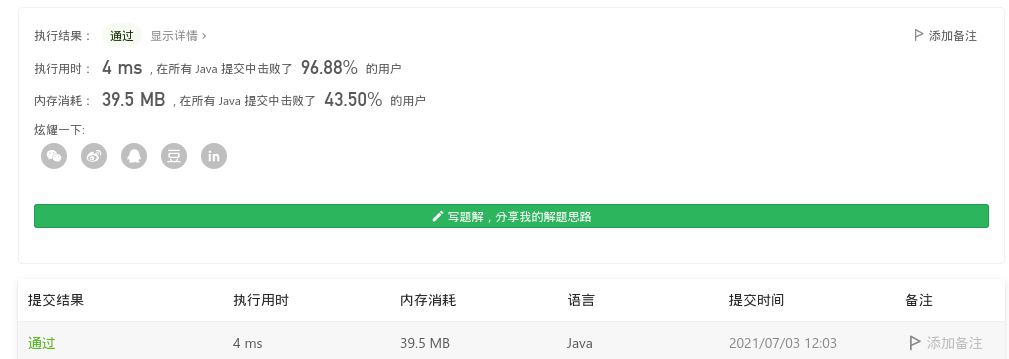 执行结果： 通过 显示详情 › 添加备注
执行用时： 4 ms , 在所有 Java 提交中击败了 96.88% 的用户
内存消耗： 39.5 MB , 在所有 Java 提交中击败了 43.50% 的用户
炫耀一下:
写题解，分享我的解题思路
提交结果 执行用时 内存消耗 语言 提交时间 备注
通过 4 ms 39.5 MB Java 2021/07/03 12:03 添加备注